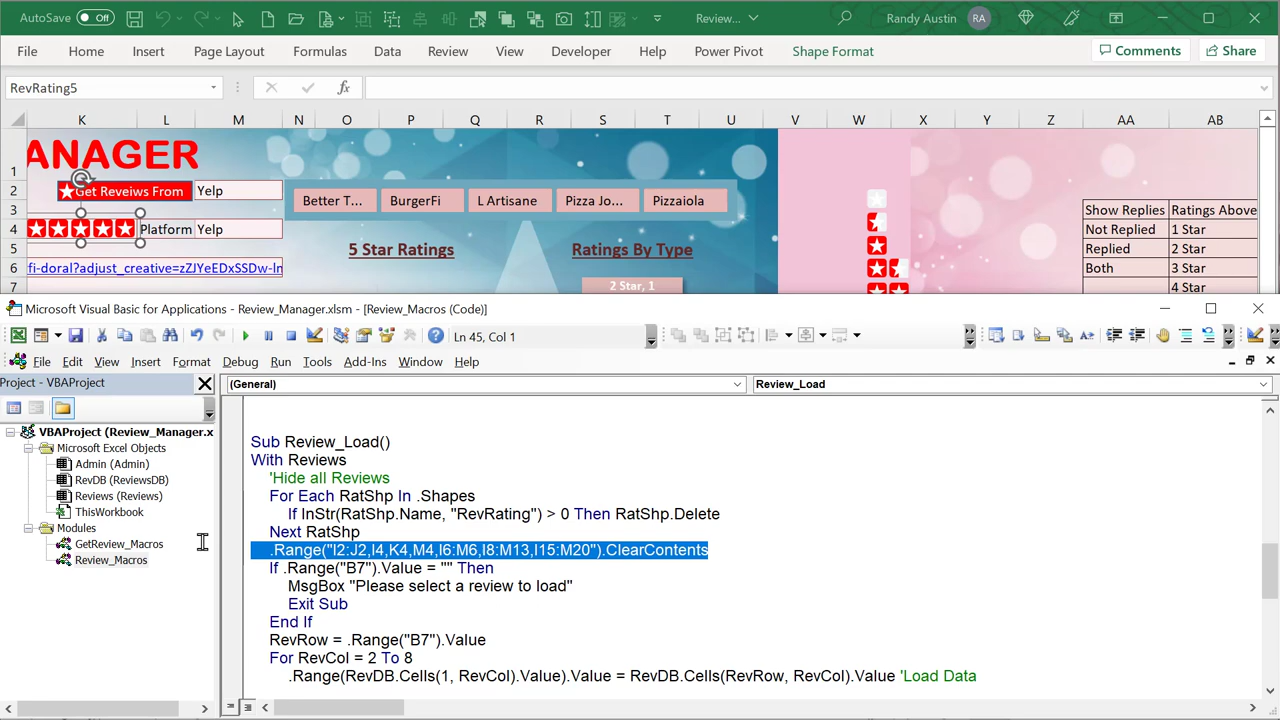 AutoSave Off Review... Randy Austin RA
File Home Insert Page Layout Formulas Data Review View Developer Help Power Pivot Shape Format Comments Share
RevRating5 fx
K L M N O P Q R S T U V W X Y Z AA AB
1 ANAGER
2 Get Reveiws From Yelp Better T... BurgerFi L Artisane Pizza Jo... Pizzaiola
3 Show Replies Ratings Above
4 Platform Yelp Not Replied 1 Star
5 5 Star Ratings Ratings By Type Replied 2 Star
6 fi-doral?adjust_creative=zZJYeEDxSSDw-In Both 3 Star
7 2 Star, 1 4 Star
Microsoft Visual Basic for Applications - Review_Manager.xlsm - [Review_Macros (Code)]
Ln 45, Col 1
File Edit View Insert Format Debug Run Tools Add-Ins Window Help
Project - VBAProject
(General) Review_Load
VBAProject (Review_Manager.x
Microsoft Excel Objects
Admin (Admin)
RevDB (ReviewsDB)
Reviews (Reviews)
ThisWorkbook
Modules
GetReview_Macros
Review_Macros
Sub Review_Load()
With Reviews
'Hide all Reviews
For Each RatShp In .Shapes
If InStr(RatShp.Name, "RevRating") > 0 Then RatShp.Delete
Next RatShp
.Range("I2:J2,I4,K4,M4,I6:M6,I8:M13,I15:M20").ClearContents
If .Range("B7").Value = "" Then
MsgBox "Please select a review to load"
Exit Sub
End If
RevRow = .Range("B7").Value
For RevCol = 2 To 8
.Range(RevDB.Cells(1, RevCol).Value).Value = RevDB.Cells(RevRow, RevCol).Value 'Load Data